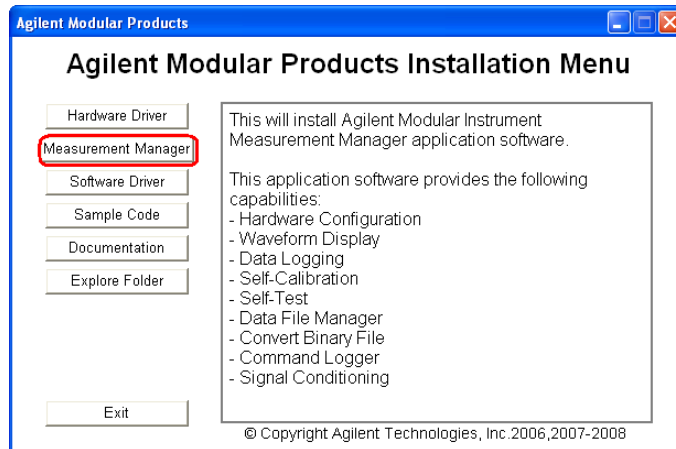 Agilent Modular Products
Agilent Modular Products Installation Menu
Hardware Driver
Measurement Manager
Software Driver
Sample Code
Documentation
Explore Folder
Exit
This will install Agilent Modular Instrument
Measurement Manager application software.
This application software provides the following
capabilities:
- Hardware Configuration
- Waveform Display
- Data Logging
- Self-Calibration
- Self-Test
- Data File Manager
- Convert Binary File
- Command Logger
- Signal Conditioning
© Copyright Agilent Technologies, Inc.2006,2007-2008